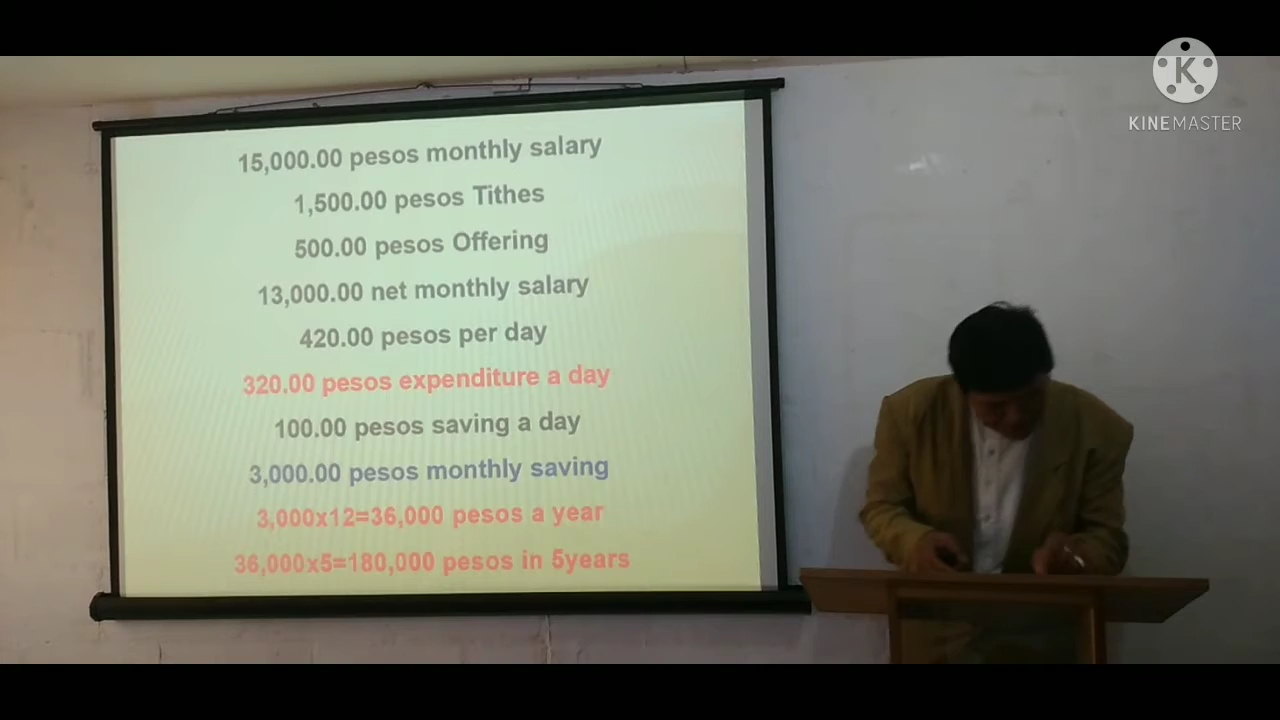 15,000.00 pesos monthly salary
1,500.00 pesos Tithes
500.00 pesos Offering
13,000.00 net monthly salary
420.00 pesos per day
320.00 pesos expenditure a day
100.00 pesos saving a day
3,000.00 pesos monthly saving
3,000x12=36,000 pesos a year
36,000x5=180,000 pesos in 5years
K
KINEMASTER